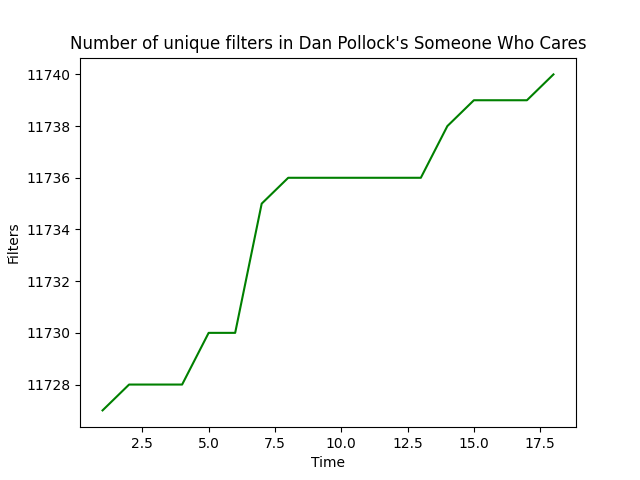 Number of unique filters in Dan Pollock's Someone Who Cares
11740
11738
11736
11734
11732
11730
11728
Filters
2.5 5.0 7.5 10.0 12.5 15.0 17.5
Time